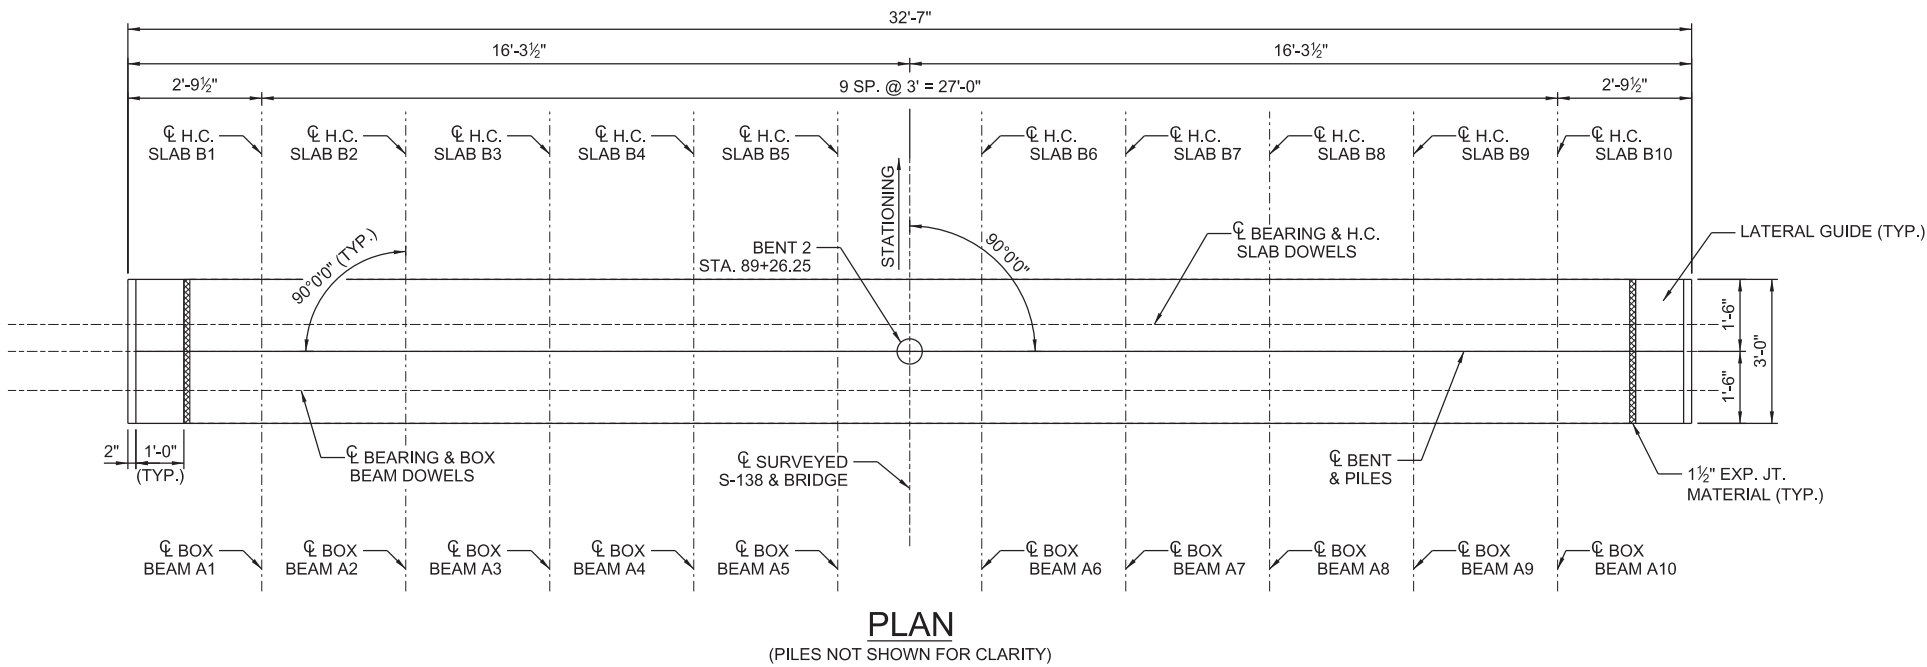 32'-7"
16'-3½"
16'-3½"
2'-9½"
9 SP. @ 3' = 27'-0"
2'-9½"
℄ H.C.
SLAB B1
℄ H.C.
SLAB B2
℄ H.C.
SLAB B3
℄ H.C.
SLAB B4
℄ H.C.
SLAB B5
℄ H.C.
SLAB B6
℄ H.C.
SLAB B7
℄ H.C.
SLAB B8
℄ H.C.
SLAB B9
℄ H.C.
SLAB B10
STATIONING
90°0'0" (TYP.)
BENT 2
STA. 89+26.25
90°0'0"
℄ BEARING & H.C.
SLAB DOWELS
LATERAL GUIDE (TYP.)
1'-6"
1'-6"
3'-0"
2"
1'-0"
(TYP.)
℄ BEARING & BOX
BEAM DOWELS
℄ SURVEYED
S-138 & BRIDGE
℄ BENT
& PILES
1½" EXP. JT.
MATERIAL (TYP.)
℄ BOX
BEAM A1
℄ BOX
BEAM A2
℄ BOX
BEAM A3
℄ BOX
BEAM A4
℄ BOX
BEAM A5
℄ BOX
BEAM A6
℄ BOX
BEAM A7
℄ BOX
BEAM A8
℄ BOX
BEAM A9
℄ BOX
BEAM A10
PLAN
(PILES NOT SHOWN FOR CLARITY)